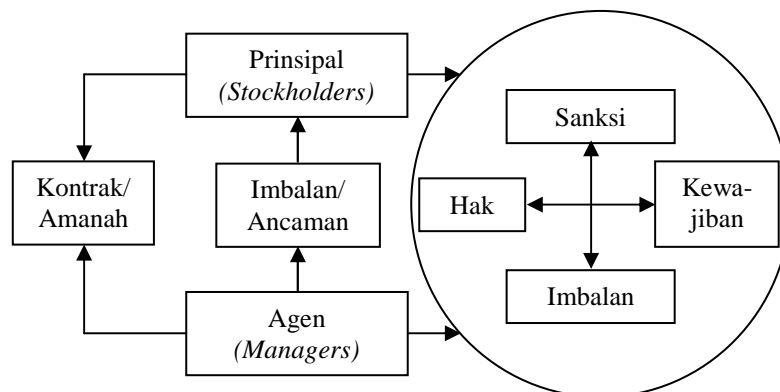 Prinsipal
(Stockholders)
Sanksi
Kontrak/
Amanah
Imbalan/
Ancaman
Hak
Kewa-
jiban
Imbalan
Agen
(Managers)